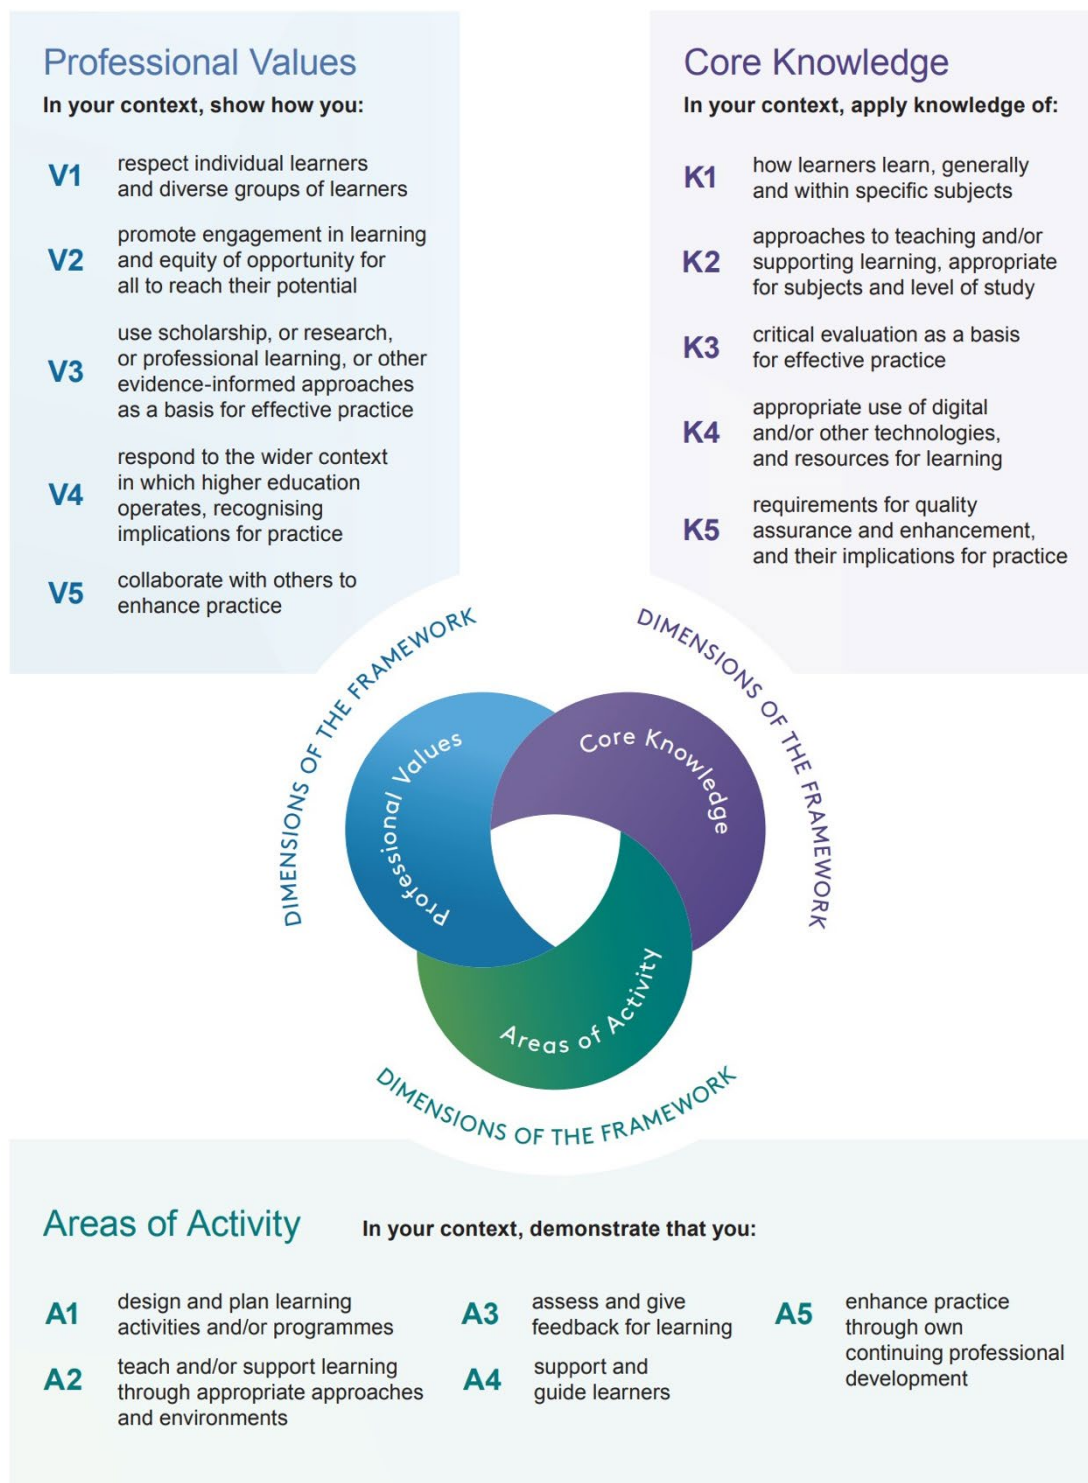 Professional Values
In your context, show how you:
V1 respect individual learners
and diverse groups of learners
V2 promote engagement in learning
and equity of opportunity for
all to reach their potential
V3 use scholarship, or research,
or professional learning, or other
evidence-informed approaches
as a basis for effective practice
V4 respond to the wider context
in which higher education
operates, recognising
implications for practice
V5 collaborate with others to
enhance practice
Core Knowledge
In your context, apply knowledge of:
K1 how learners learn, generally
and within specific subjects
K2 approaches to teaching and/or
supporting learning, appropriate
for subjects and level of study
K3 critical evaluation as a basis
for effective practice
K4 appropriate use of digital
and/or other technologies,
and resources for learning
K5 requirements for quality
assurance and enhancement,
and their implications for practice
DIMENSIONS OF THE FRAMEWORK
DIMENSIONS OF THE FRAMEWORK
Professional Values
Core Knowledge
Areas of Activity
DIMENSIONS OF THE FRAMEWORK
Areas of Activity
In your context, demonstrate that you:
A1 design and plan learning
activities and/or programmes
A2 teach and/or support learning
through appropriate approaches
and environments
A3 assess and give
feedback for learning
A4 support and
guide learners
A5 enhance practice
through own
continuing professional
development